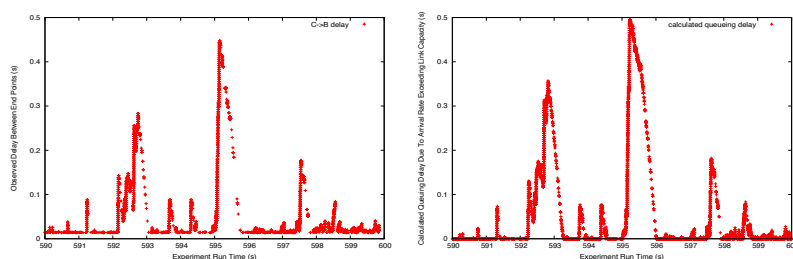 Observed Delay Between End Points (s)
0.5
0.4
0.3
0.2
0.1
0
C->B delay
590 591 592 593 594 595 596 597 598 599 600
Experiment Run Time (s)
Calculated Queuing Delay Due To Arrival Rate Exceeding Link Capacity (s)
0.5
0.4
0.3
0.2
0.1
0
calculated queueing delay
590 591 592 593 594 595 596 597 598 599 600
Experiment Run Time (s)